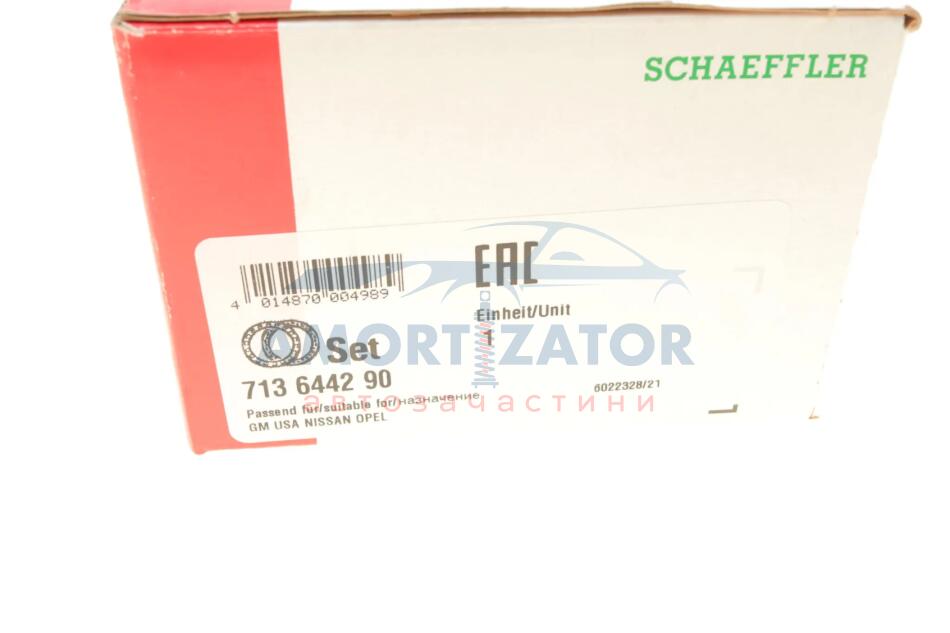 SCHAEFFLER
EAC
4 014870 004989
Einheit/Unit
1
Set
AMORTIZATOR
713 6442 90
6022328/21
автозачастини
Passend für/suitable for/назначение
GM USA NISSAN OPEL